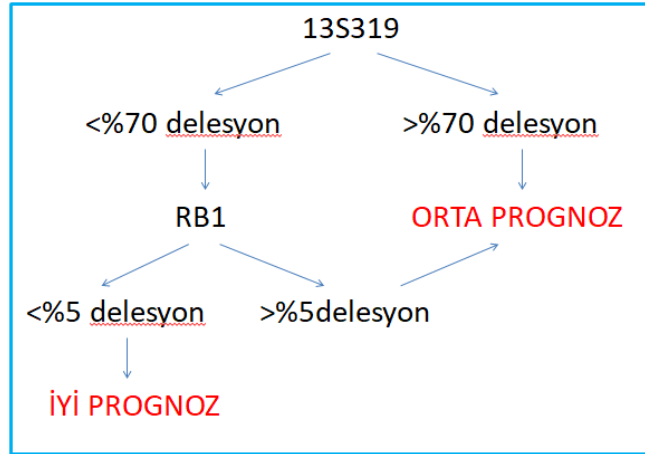 13S319
<%70 delesyon
>%70 delesyon
RB1
ORTA PROGNOZ
<%5 delesyon
>%5delesyon
İYİ PROGNOZ